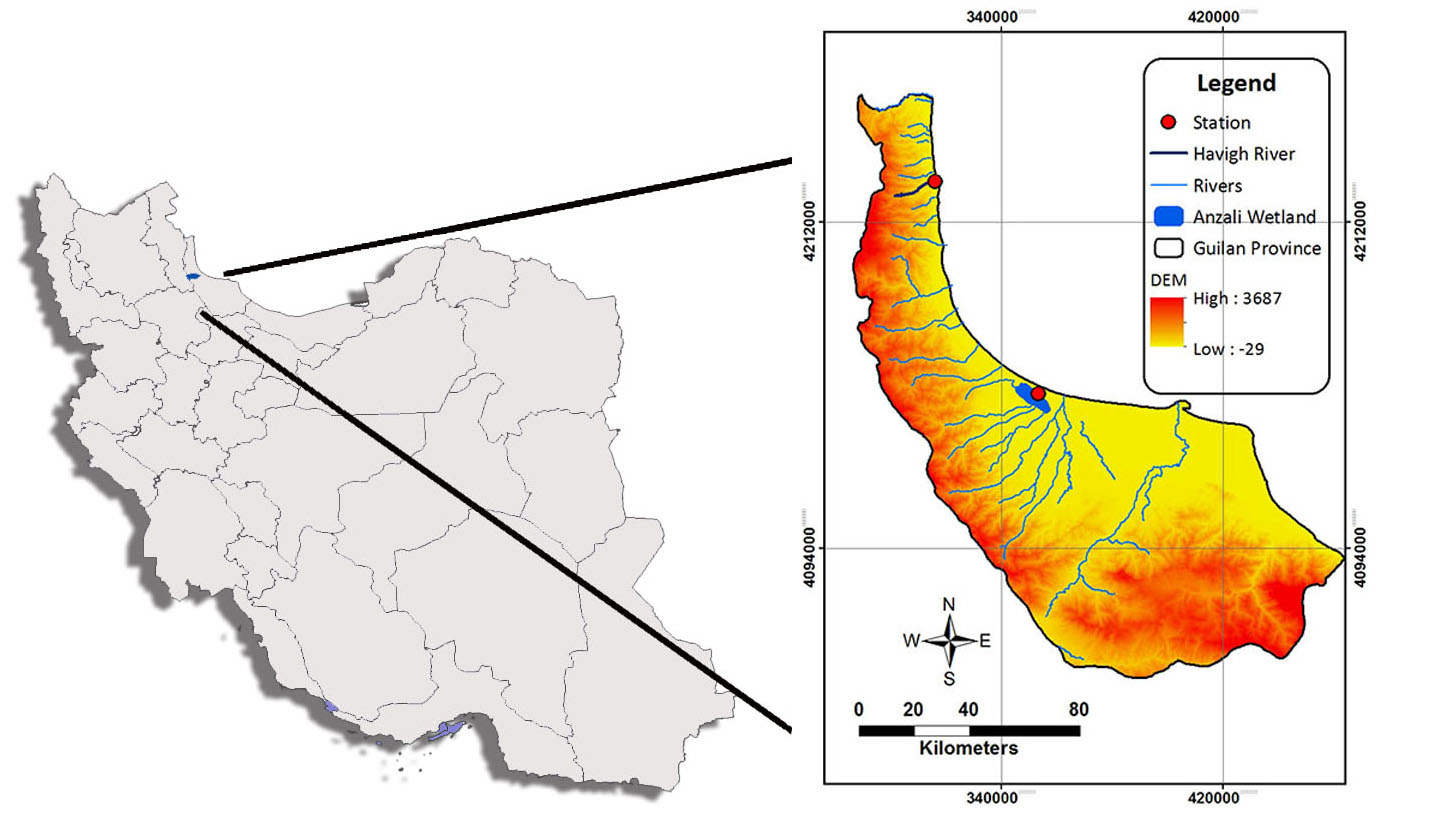 340000 420000
Legend
Station
Havigh River
Rivers
Anzali Wetland
Guilan Province
DEM
High : 3687
Low : -29
4212000
4212000
4094000
4094000
N
W E
S
0 20 40 80
Kilometers
340000 420000